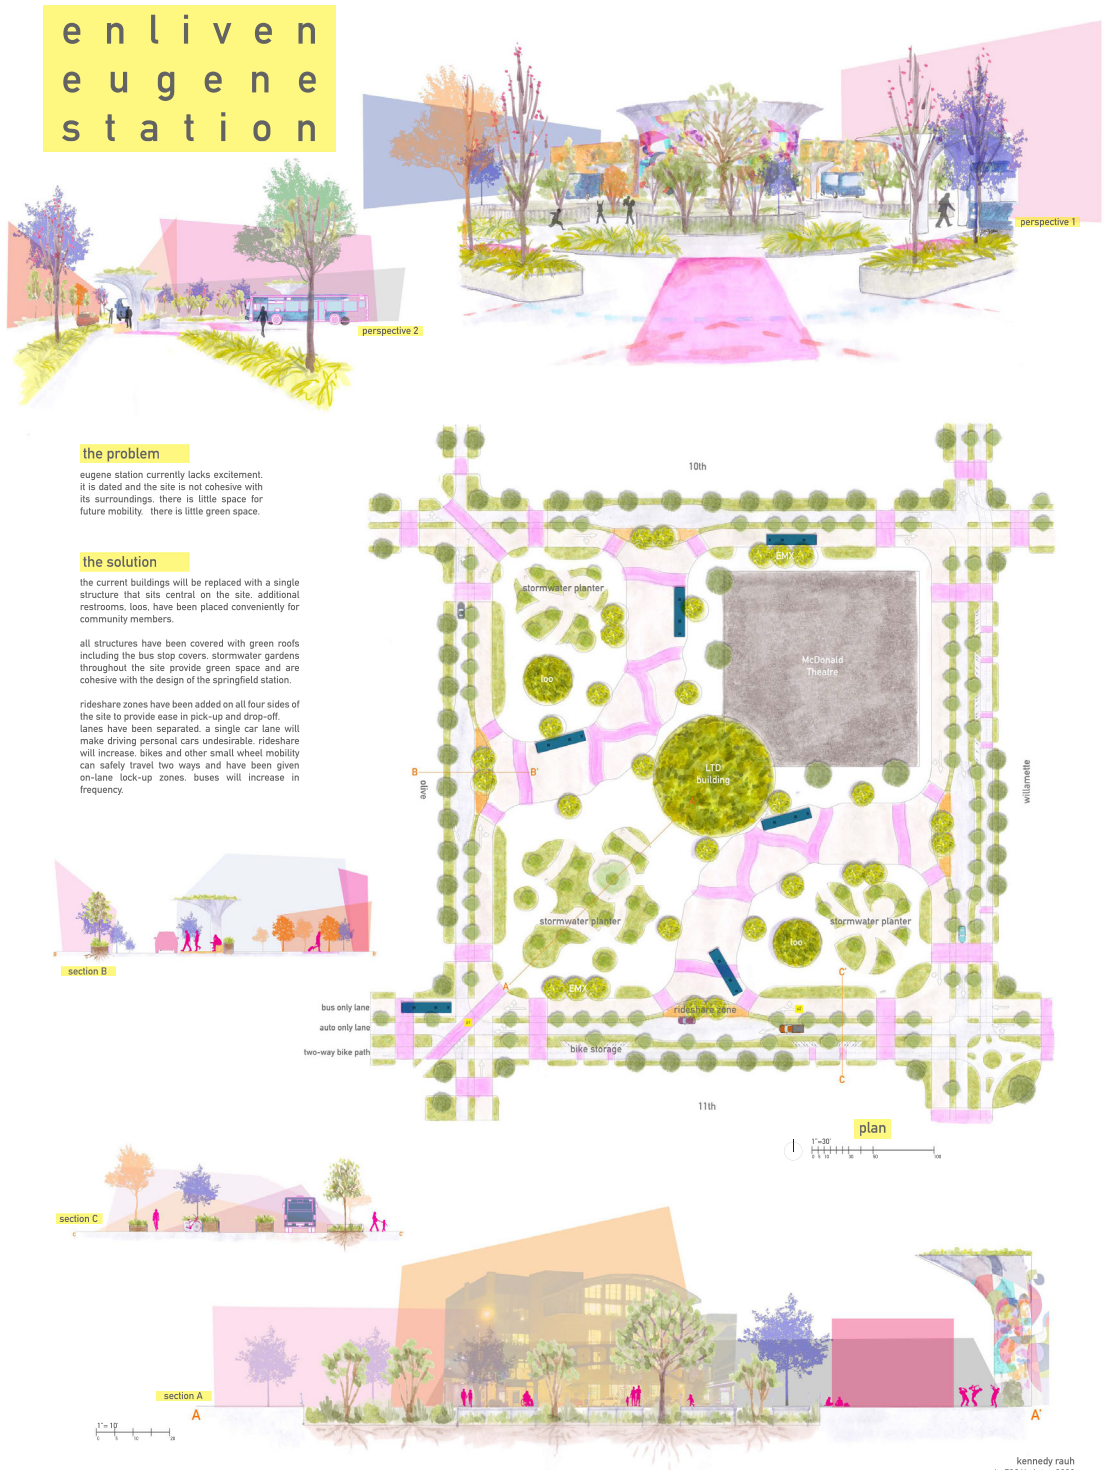 enliven
eugene
station
perspective 1
perspective 2
the problem
eugene station currently lacks excitement.
it is dated and the site is not cohesive with
its surroundings. there is little space for
future mobility. there is little green space.
the solution
the current buildings will be replaced with a single
structure that sits central on the site. additional
restrooms, loos, have been placed conveniently for
community members.
all structures have been covered with green roofs
including the bus stop covers. stormwater gardens
throughout the site provide green space and are
cohesive with the design of the springfield station.
rideshare zones have been added on all four sides of
the site to provide ease in pick-up and drop-off.
lanes have been separated. a single car lane will
make driving personal cars undesirable. rideshare
will increase. bikes and other small wheel mobility
can safely travel two ways and have been given
on-lane lock-up zones. buses will increase in
frequency.
10th
EMX
stormwater planter
McDonald
Theatre
loo
LTD
building
B
B'
olive
willamette
stormwater planter
stormwater planter
loo
C'
A
EMX
rideshare zone
bus only lane
auto only lane
two-way bike path
bike storage
C
11th
plan
1"=30'
section B
section C
section A
A
A'
1"= 10'
0
5
10
20
kennedy rauh